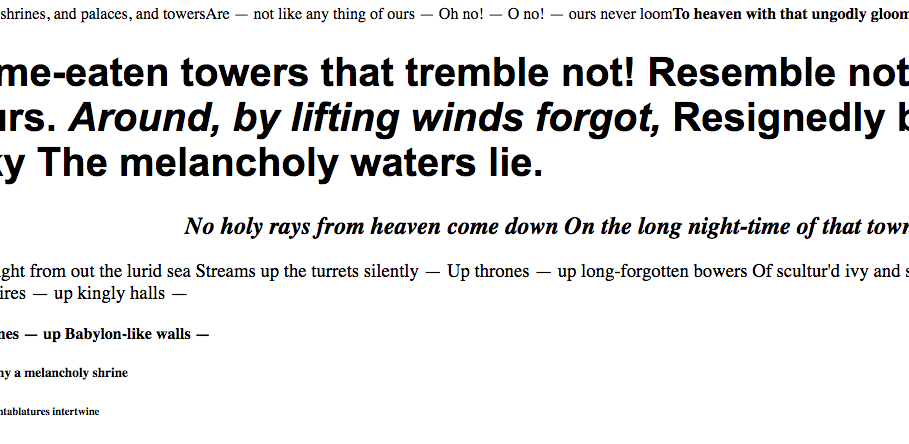 shrines, and palaces, and towersAre — not like any thing of ours — Oh no! — O no! — ours never loomTo heaven with that ungodly gloom
me-eaten towers that tremble not! Resemble not
urs. Around, by lifting winds forgot, Resignedly b
ky The melancholy waters lie.
No holy rays from heaven come down On the long night-time of that town
ght from out the lurid sea Streams up the turrets silently — Up thrones — up long-forgotten bowers Of scultur'd ivy and s
ires — up kingly halls —
nes — up Babylon-like walls —
ny a melancholy shrine
ntablatures intertwine